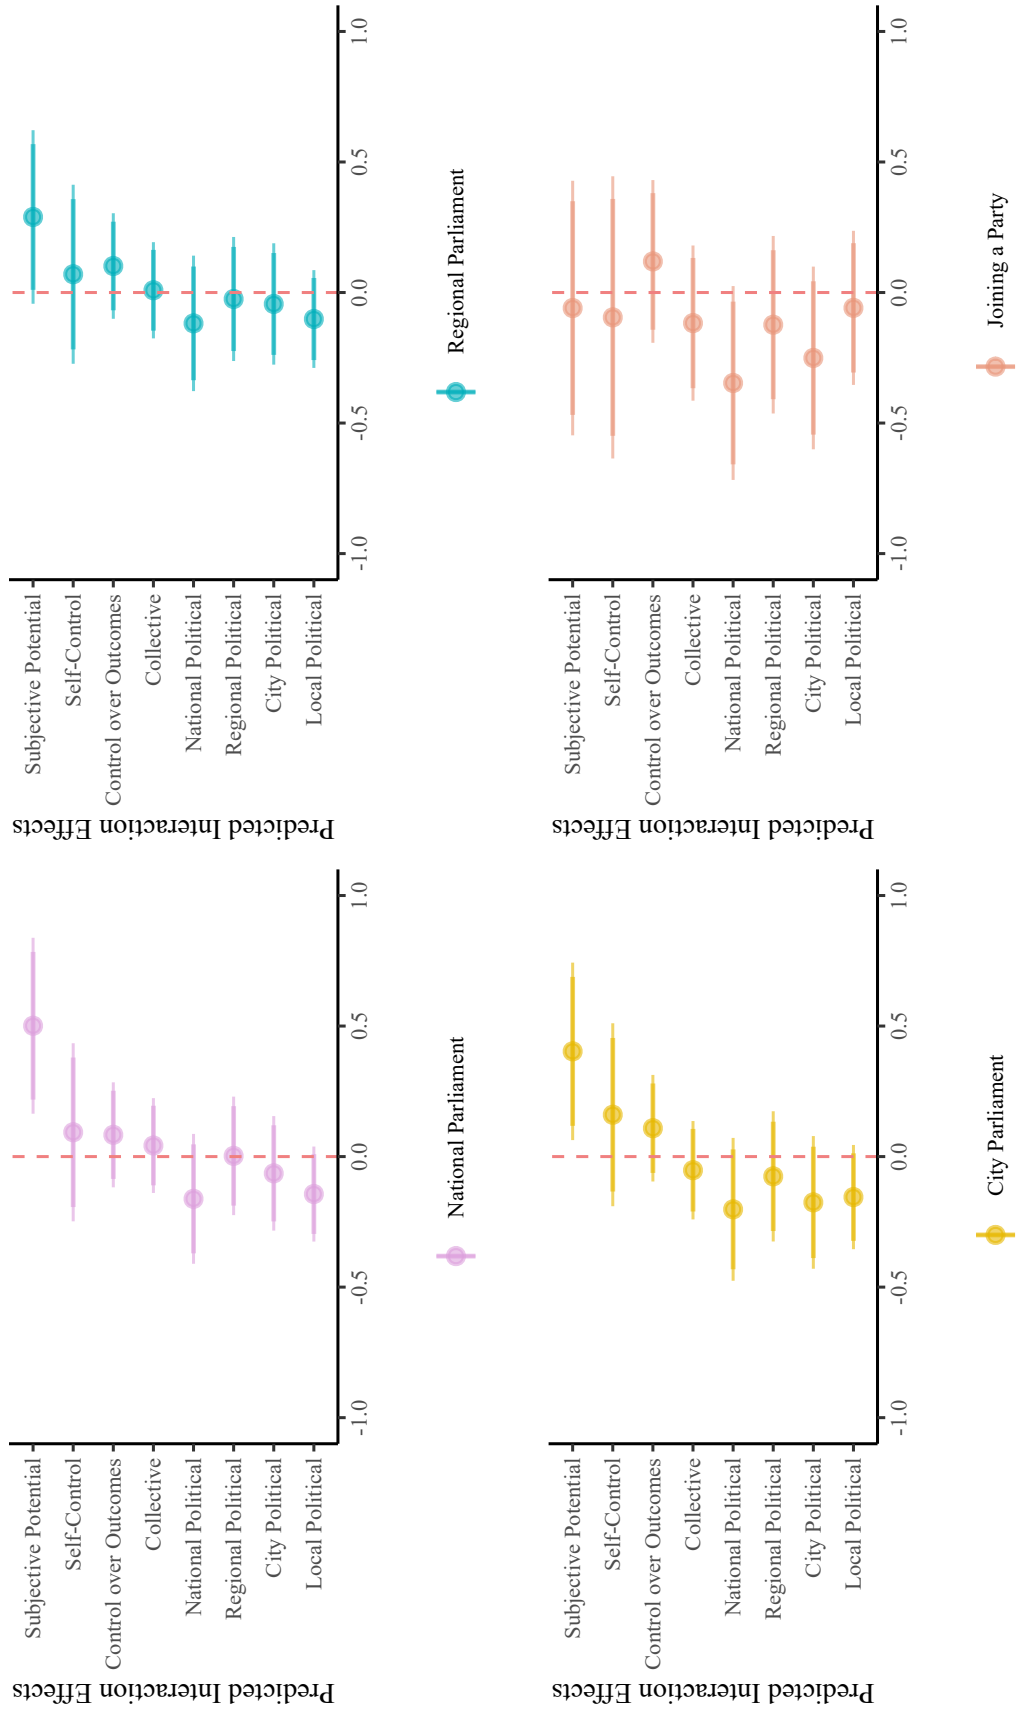 Predicted Interaction Effects
Subjective Potential
Self-Control
Control over Outcomes
Collective
National Political
Regional Political
City Political
Local Political
-1.0
-0.5
0.0
0.5
1.0
National Parliament
Predicted Interaction Effects
Subjective Potential
Self-Control
Control over Outcomes
Collective
National Political
Regional Political
City Political
Local Political
-1.0
-0.5
0.0
0.5
1.0
Regional Parliament
Predicted Interaction Effects
Subjective Potential
Self-Control
Control over Outcomes
Collective
National Political
Regional Political
City Political
Local Political
-1.0
-0.5
0.0
0.5
1.0
City Parliament
Predicted Interaction Effects
Subjective Potential
Self-Control
Control over Outcomes
Collective
National Political
Regional Political
City Political
Local Political
-1.0
-0.5
0.0
0.5
1.0
Joining a Party